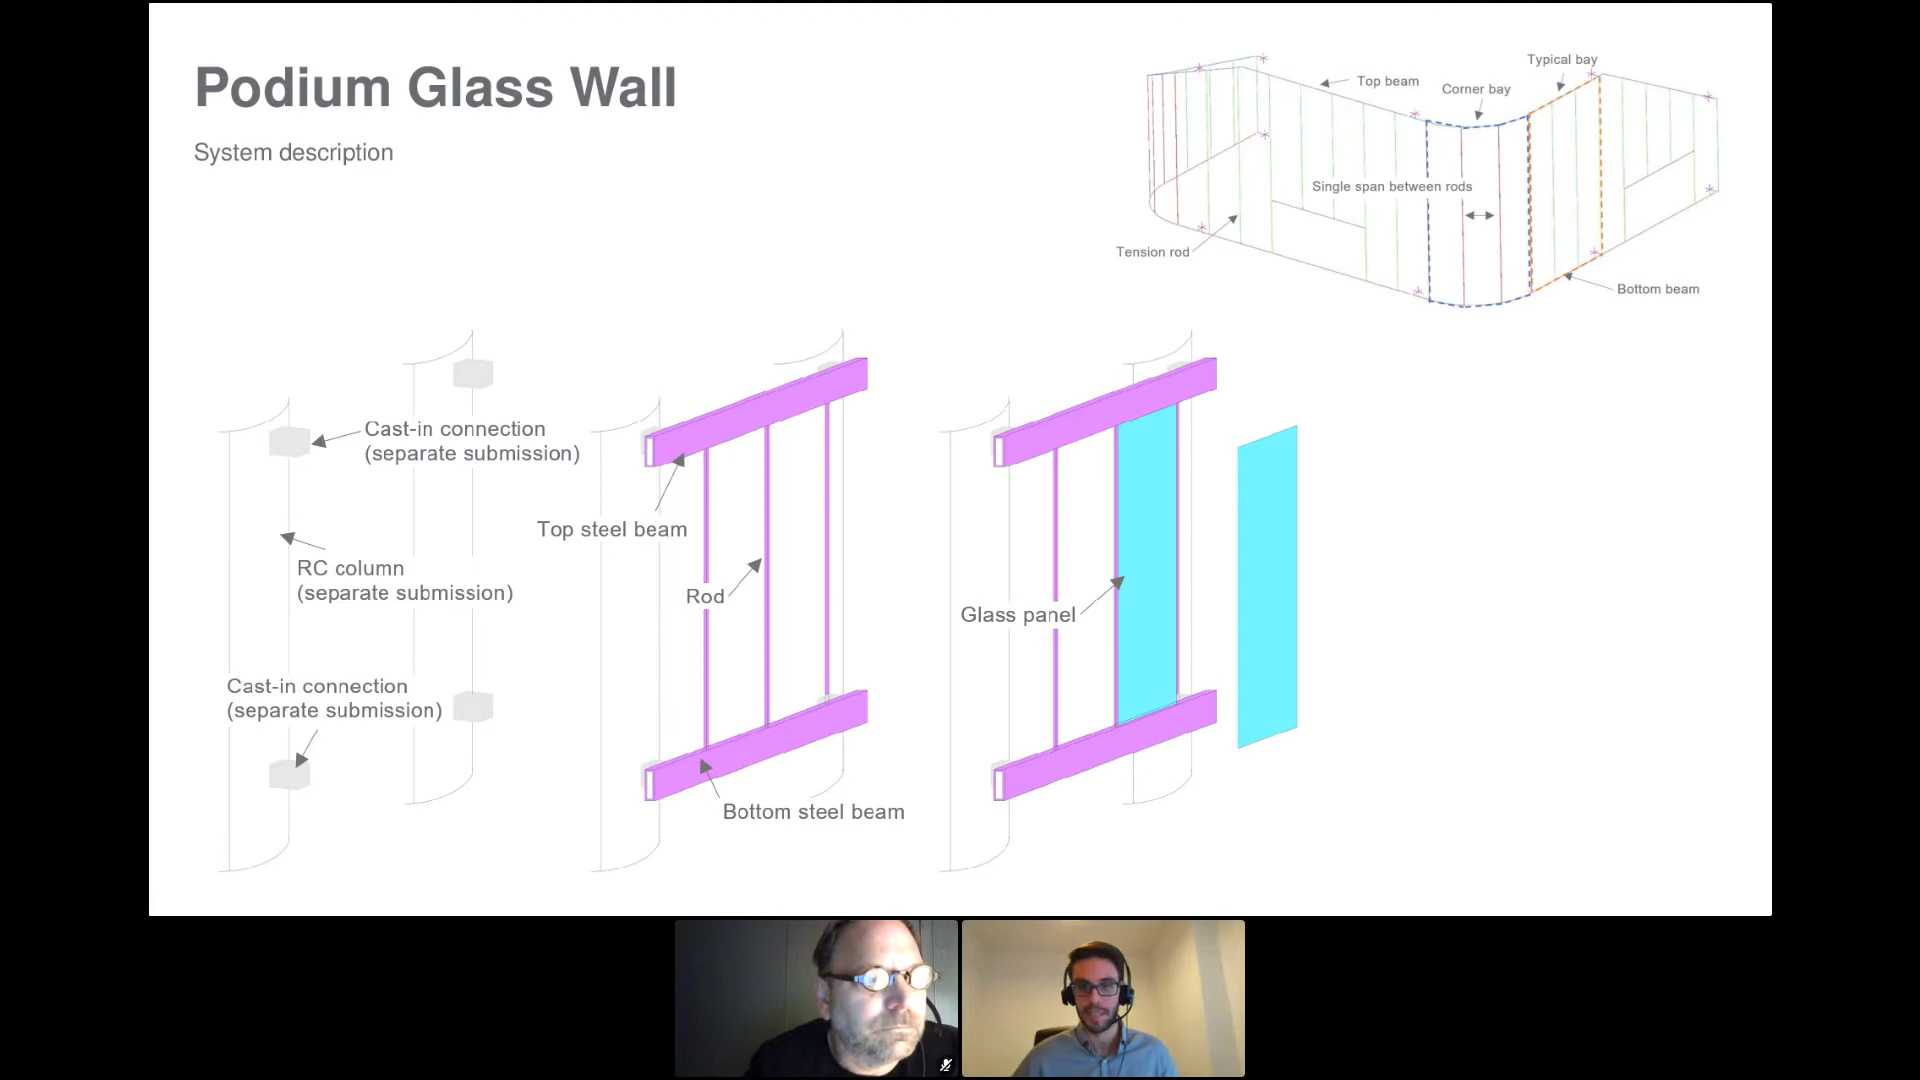 Podium Glass Wall
System description
Typical bay
Top beam
Corner bay
Single span between rods
Tension rod
Bottom beam
Cast-in connection
(separate submission)
RC column
(separate submission)
Cast-in connection
(separate submission)
Top steel beam
Rod
Bottom steel beam
Glass panel